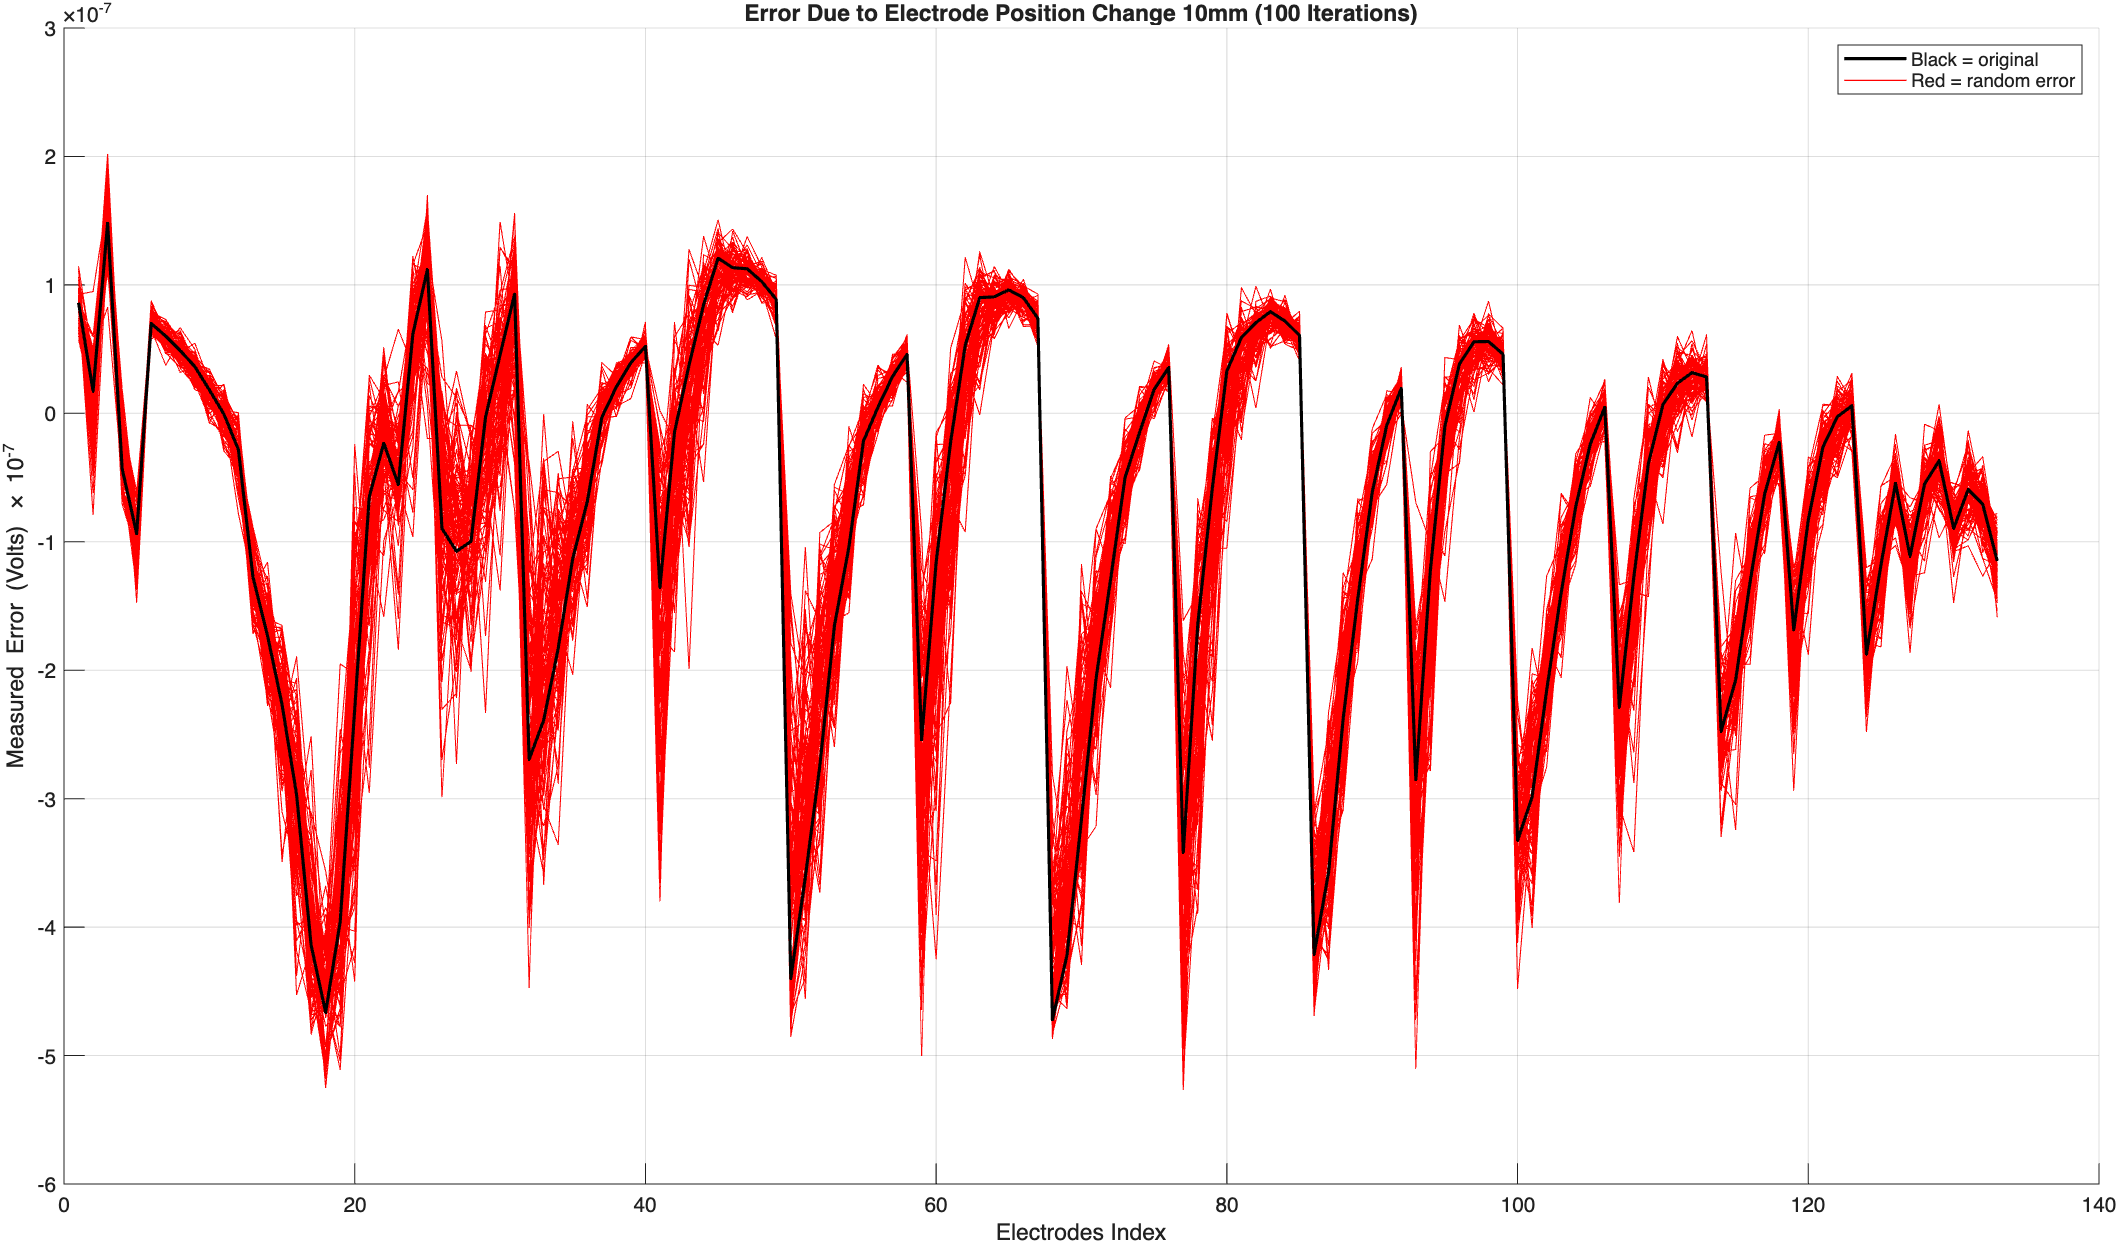 Error Due to Electrode Position Change 10mm (100 Iterations)
×10-7
Black = original
Red = random error
3
2
1
0
-1
-2
-3
-4
-5
-6
Measured Error (Volts) × 10-7
0 20 40 60 80 100 120 140
Electrodes Index